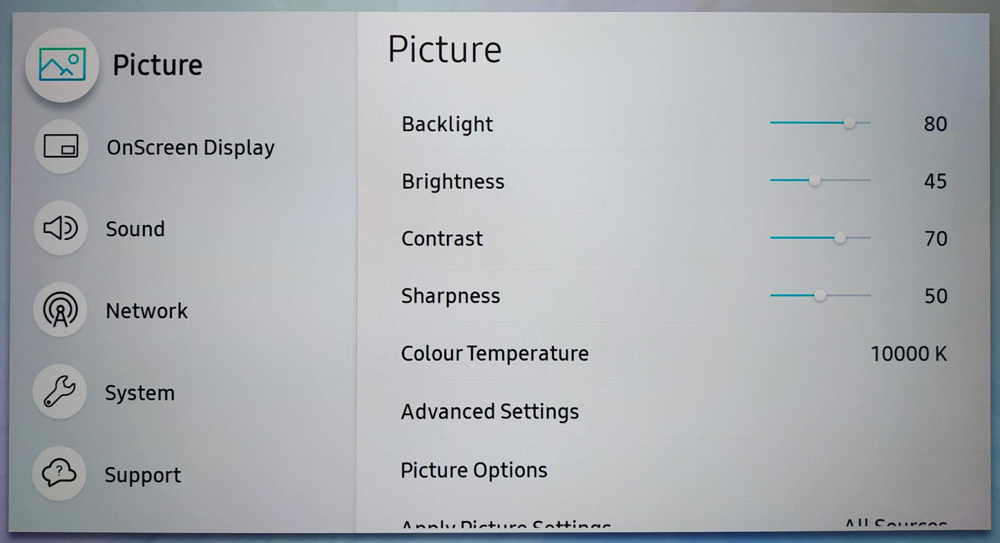 Picture
OnScreen Display
Sound
Network
System
?
Support
Picture
Backlight 80
Brightness 45
Contrast 70
Sharpness 50
Colour Temperature 10000 K
Advanced Settings
Picture Options
Apply Picture Settings All Sources